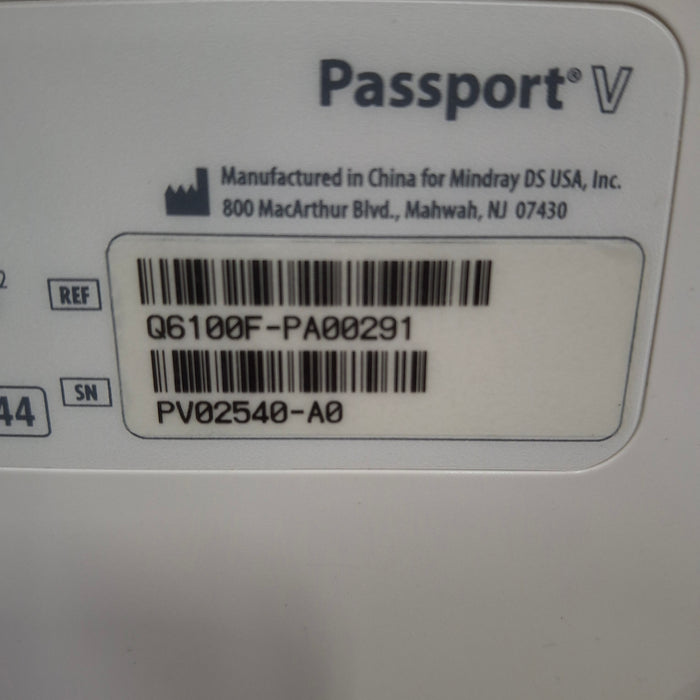 Passport® V
Manufactured in China for Mindray DS USA, Inc.
800 MacArthur Blvd., Mahwah, NJ 07430
2
REF
Q6100F-PA00291
SN
44
PV02540-A0